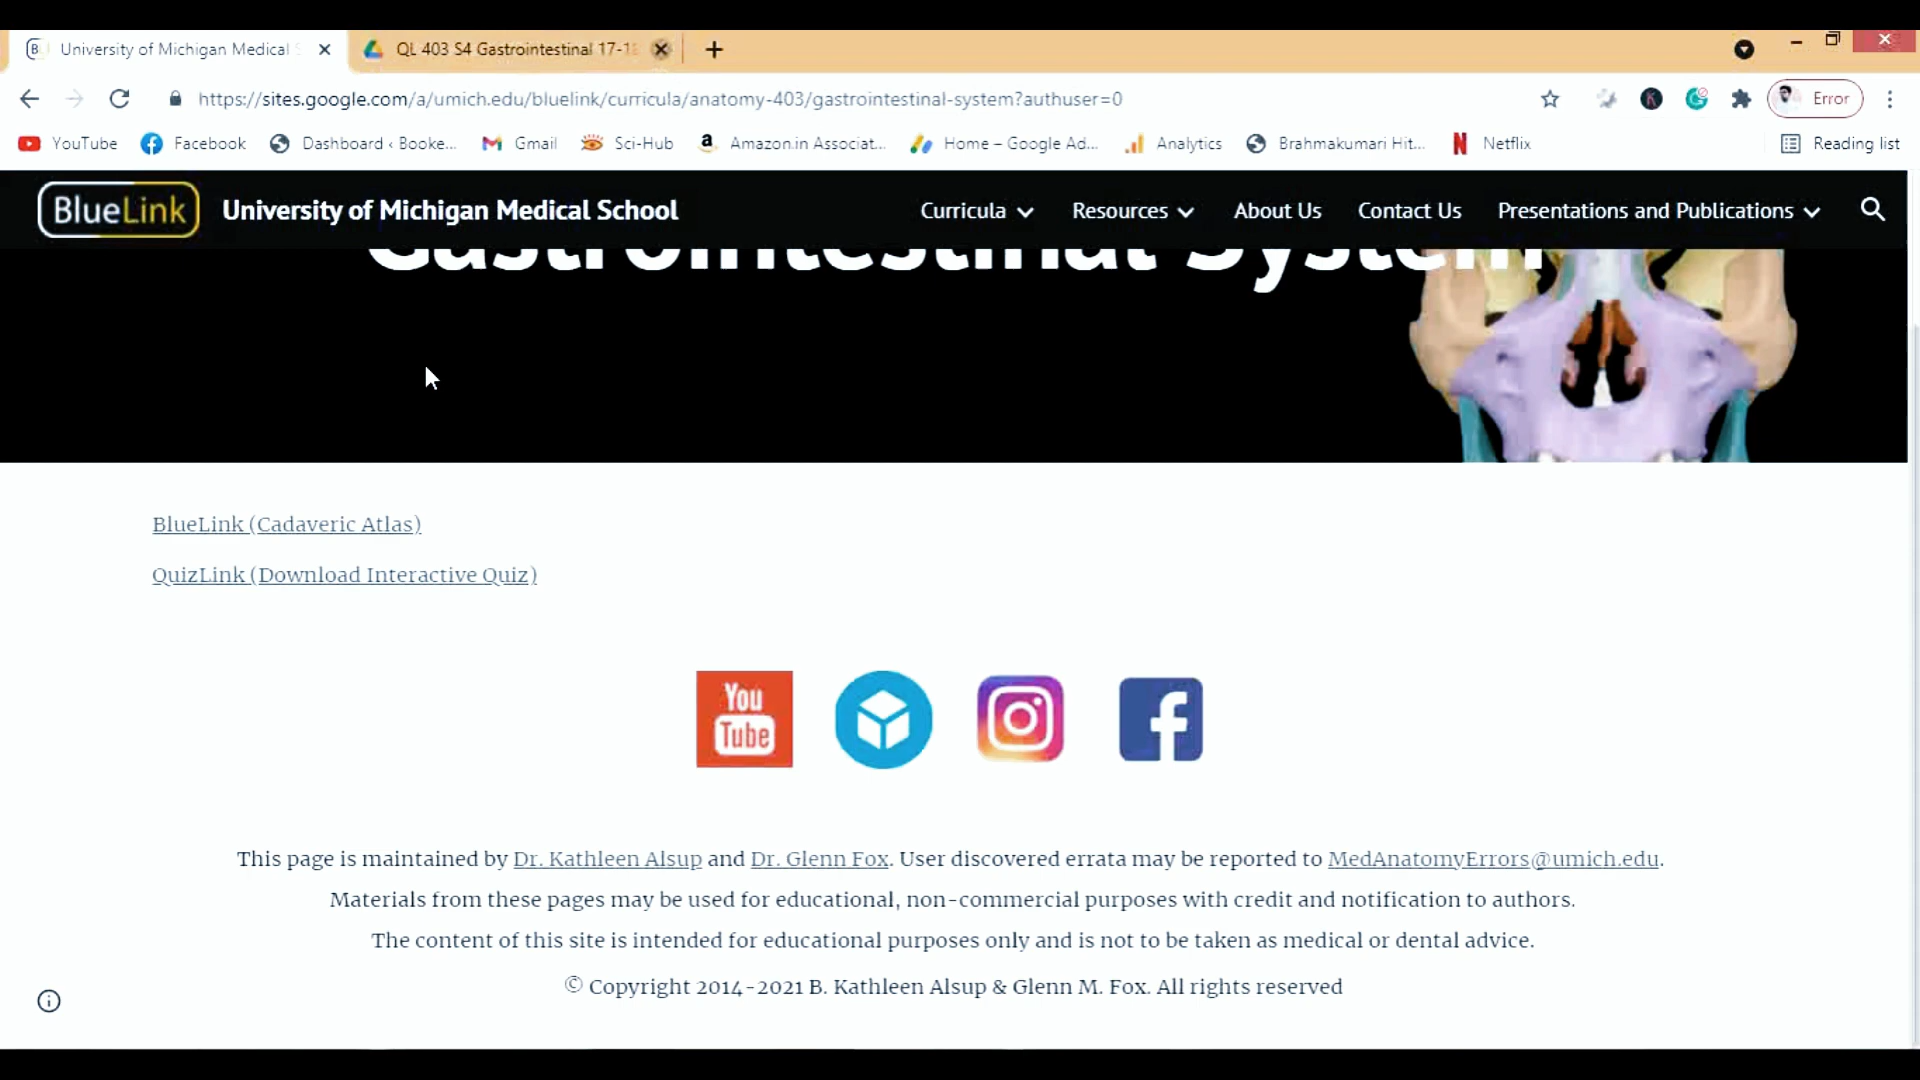 University of Michigan Medical S
QL 403 S4 Gastrointestinal 17-18
https://sites.google.com/a/umich.edu/bluelink/curricula/anatomy-403/gastrointestinal-system?authuser=0
Error
YouTube
Facebook
Dashboard ‹ Booke...
Gmail
Sci-Hub
Amazon.in Associat...
Home – Google Ad...
Analytics
Brahmakumari Hit...
Netflix
Reading list
BlueLink
University of Michigan Medical School
Curricula
Resources
About Us
Contact Us
Presentations and Publications
Gastrointestinal System
BlueLink (Cadaveric Atlas)
QuizLink (Download Interactive Quiz)
You
Tube
This page is maintained by Dr. Kathleen Alsup and Dr. Glenn Fox. User discovered errata may be reported to MedAnatomyErrors@umich.edu.
Materials from these pages may be used for educational, non-commercial purposes with credit and notification to authors.
The content of this site is intended for educational purposes only and is not to be taken as medical or dental advice.
© Copyright 2014-2021 B. Kathleen Alsup & Glenn M. Fox. All rights reserved